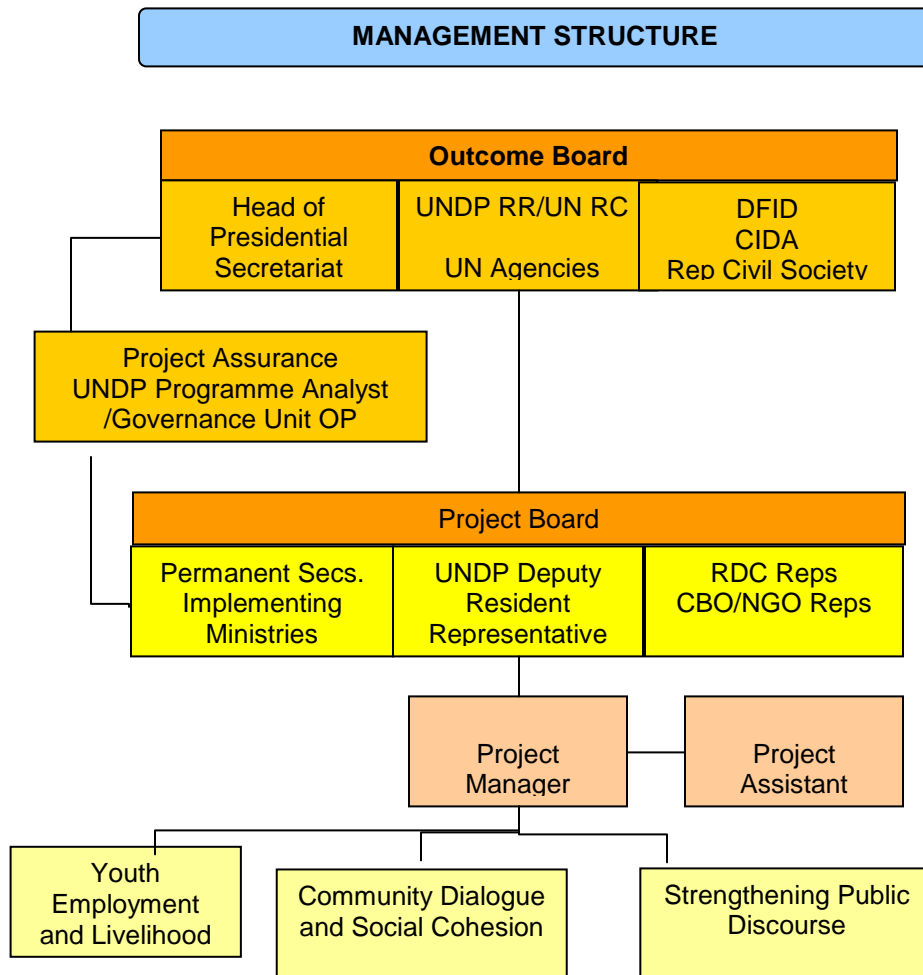 MANAGEMENT STRUCTURE
Outcome Board
Head of
Presidential
Secretariat
UNDP RR/UN RC
UN Agencies
DFID
CIDA
Rep Civil Society
Project Assurance
UNDP Programme Analyst
/Governance Unit OP
Project Board
Permanent Secs.
Implementing
Ministries
UNDP Deputy
Resident
Representative
RDC Reps
CBO/NGO Reps
Project
Manager
Project
Assistant
Youth
Employment
and Livelihood
Community Dialogue
and Social Cohesion
Strengthening Public
Discourse